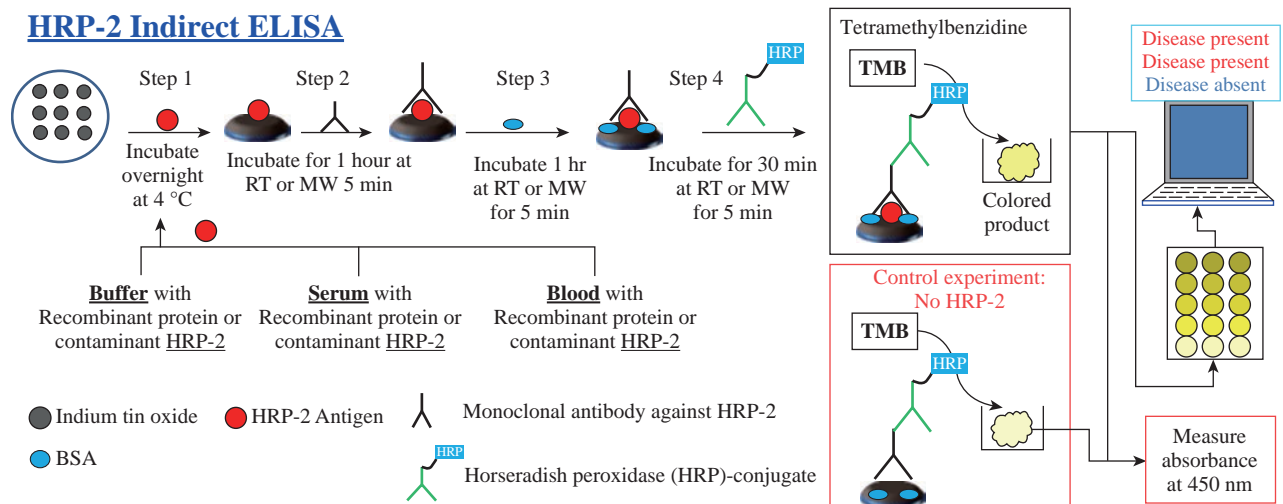 HRP-2 Indirect ELISA
Step 1
Incubate
overnight
at 4 °C
Step 2
Incubate for 1 hour at
RT or MW 5 min
Step 3
Incubate 1 hr
at RT or MW
for 5 min
Step 4
HRP
Incubate for 30 min
at RT or MW
for 5 min
Buffer with
Recombinant protein or
contaminant HRP-2
Serum with
Recombinant protein or
contaminant HRP-2
Blood with
Recombinant protein or
contaminant HRP-2
Indium tin oxide
HRP-2 Antigen
Monoclonal antibody against HRP-2
BSA
HRP
Horseradish peroxidase (HRP)-conjugate
Tetramethylbenzidine
TMB
HRP
Colored
product
Control experiment:
No HRP-2
TMB
HRP
Disease present
Disease present
Disease absent
Measure
absorbance
at 450 nm